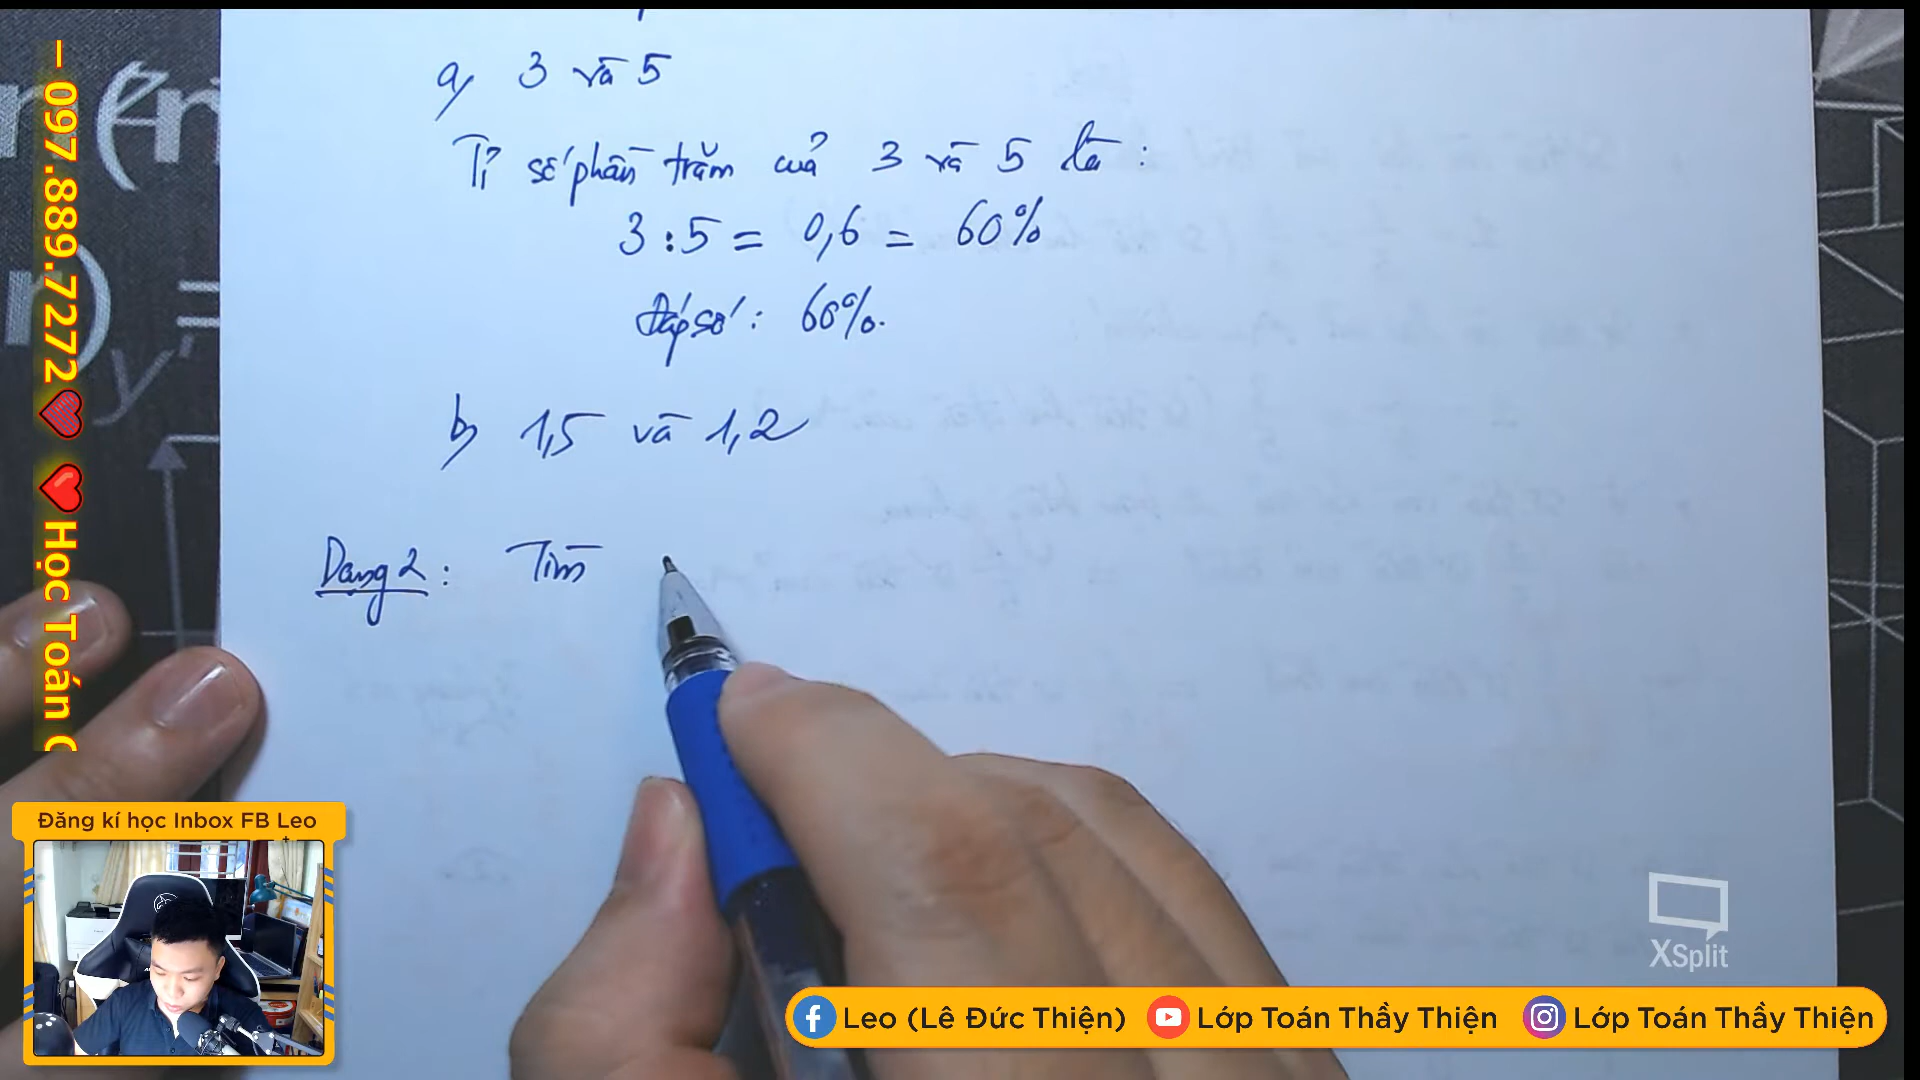 a, 3 và 5
Tỉ số phần trăm của 3 và 5 là :
3 : 5 = 0,6 = 60%
Đáp số : 60%.
b, 1,5 và 1,2
Dạng 2 : Tìm
– 097.889.7272 ❤ ❤ Học Toán
Đăng kí học Inbox FB Leo
XSplit
Leo (Lê Đức Thiện) Lớp Toán Thầy Thiện Lớp Toán Thầy Thiện